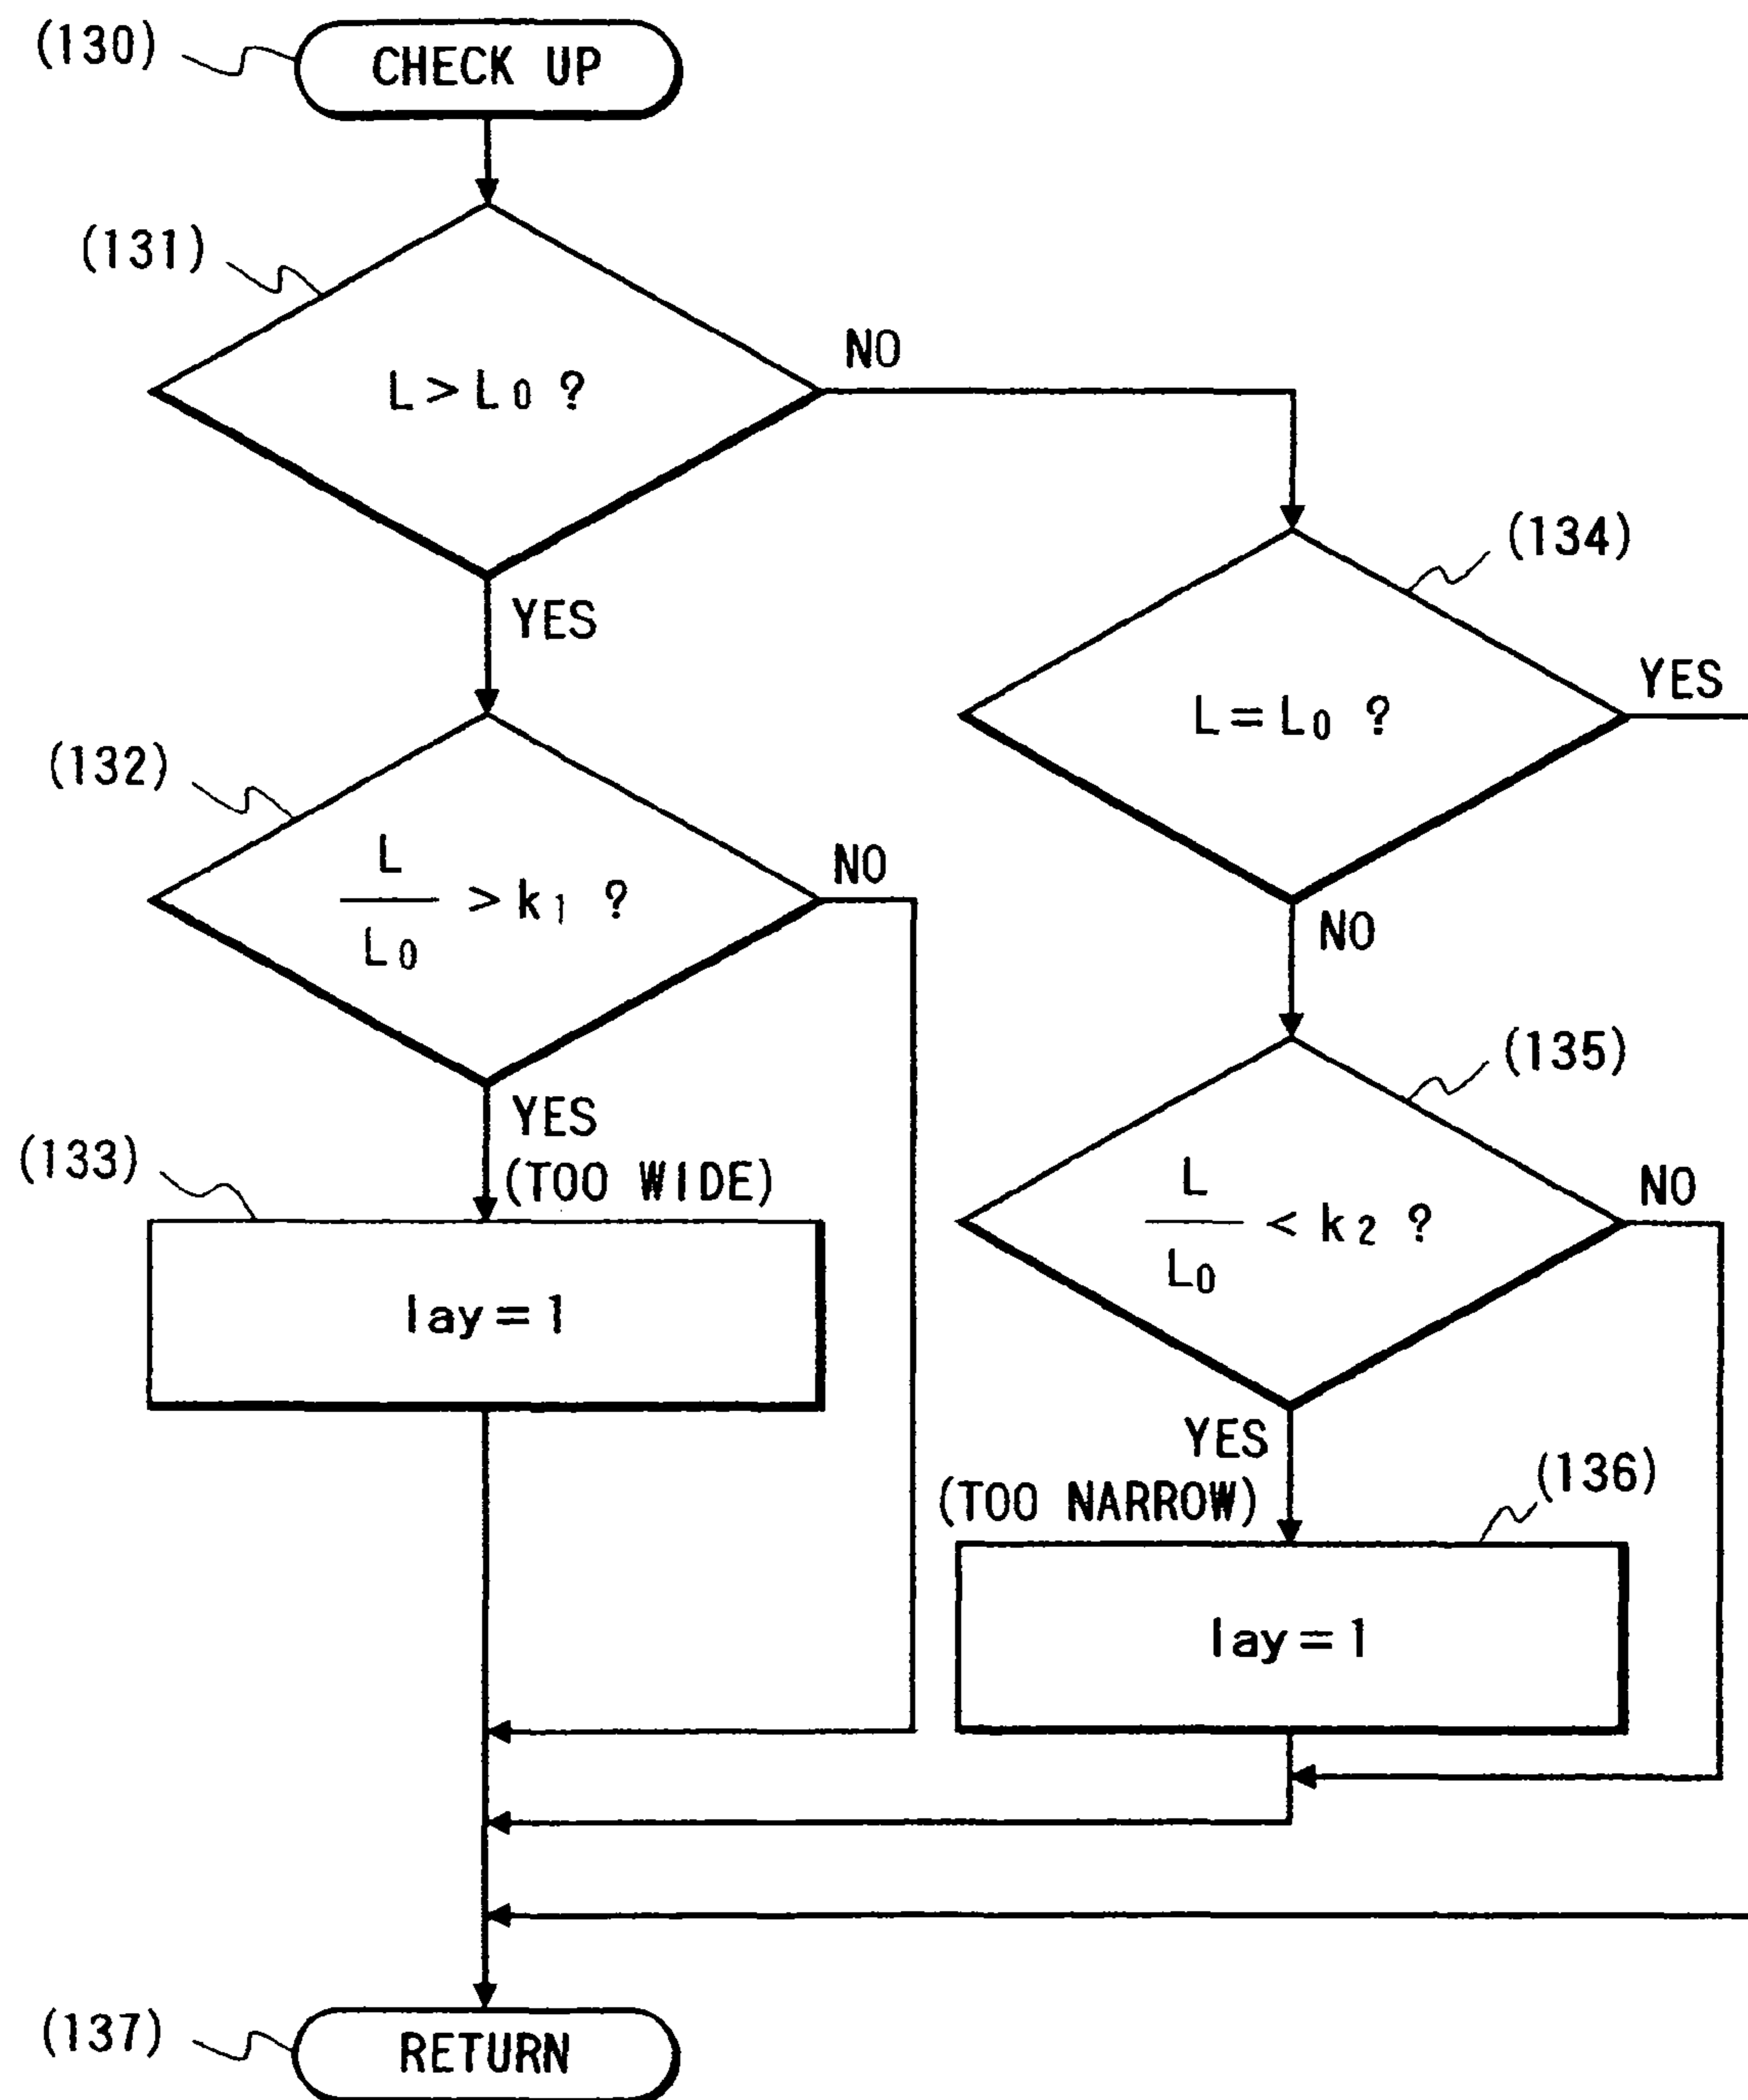 (130)
CHECK UP
(131)
L > L0 ?
NO
YES
(134)
L = L0 ?
YES
NO
(132)
L
> k1 ?
L0
NO
YES
(TOO WIDE)
(133)
lay = 1
(135)
L
< k2 ?
L0
NO
YES
(TOO NARROW)
(136)
lay = 1
(137)
RETURN